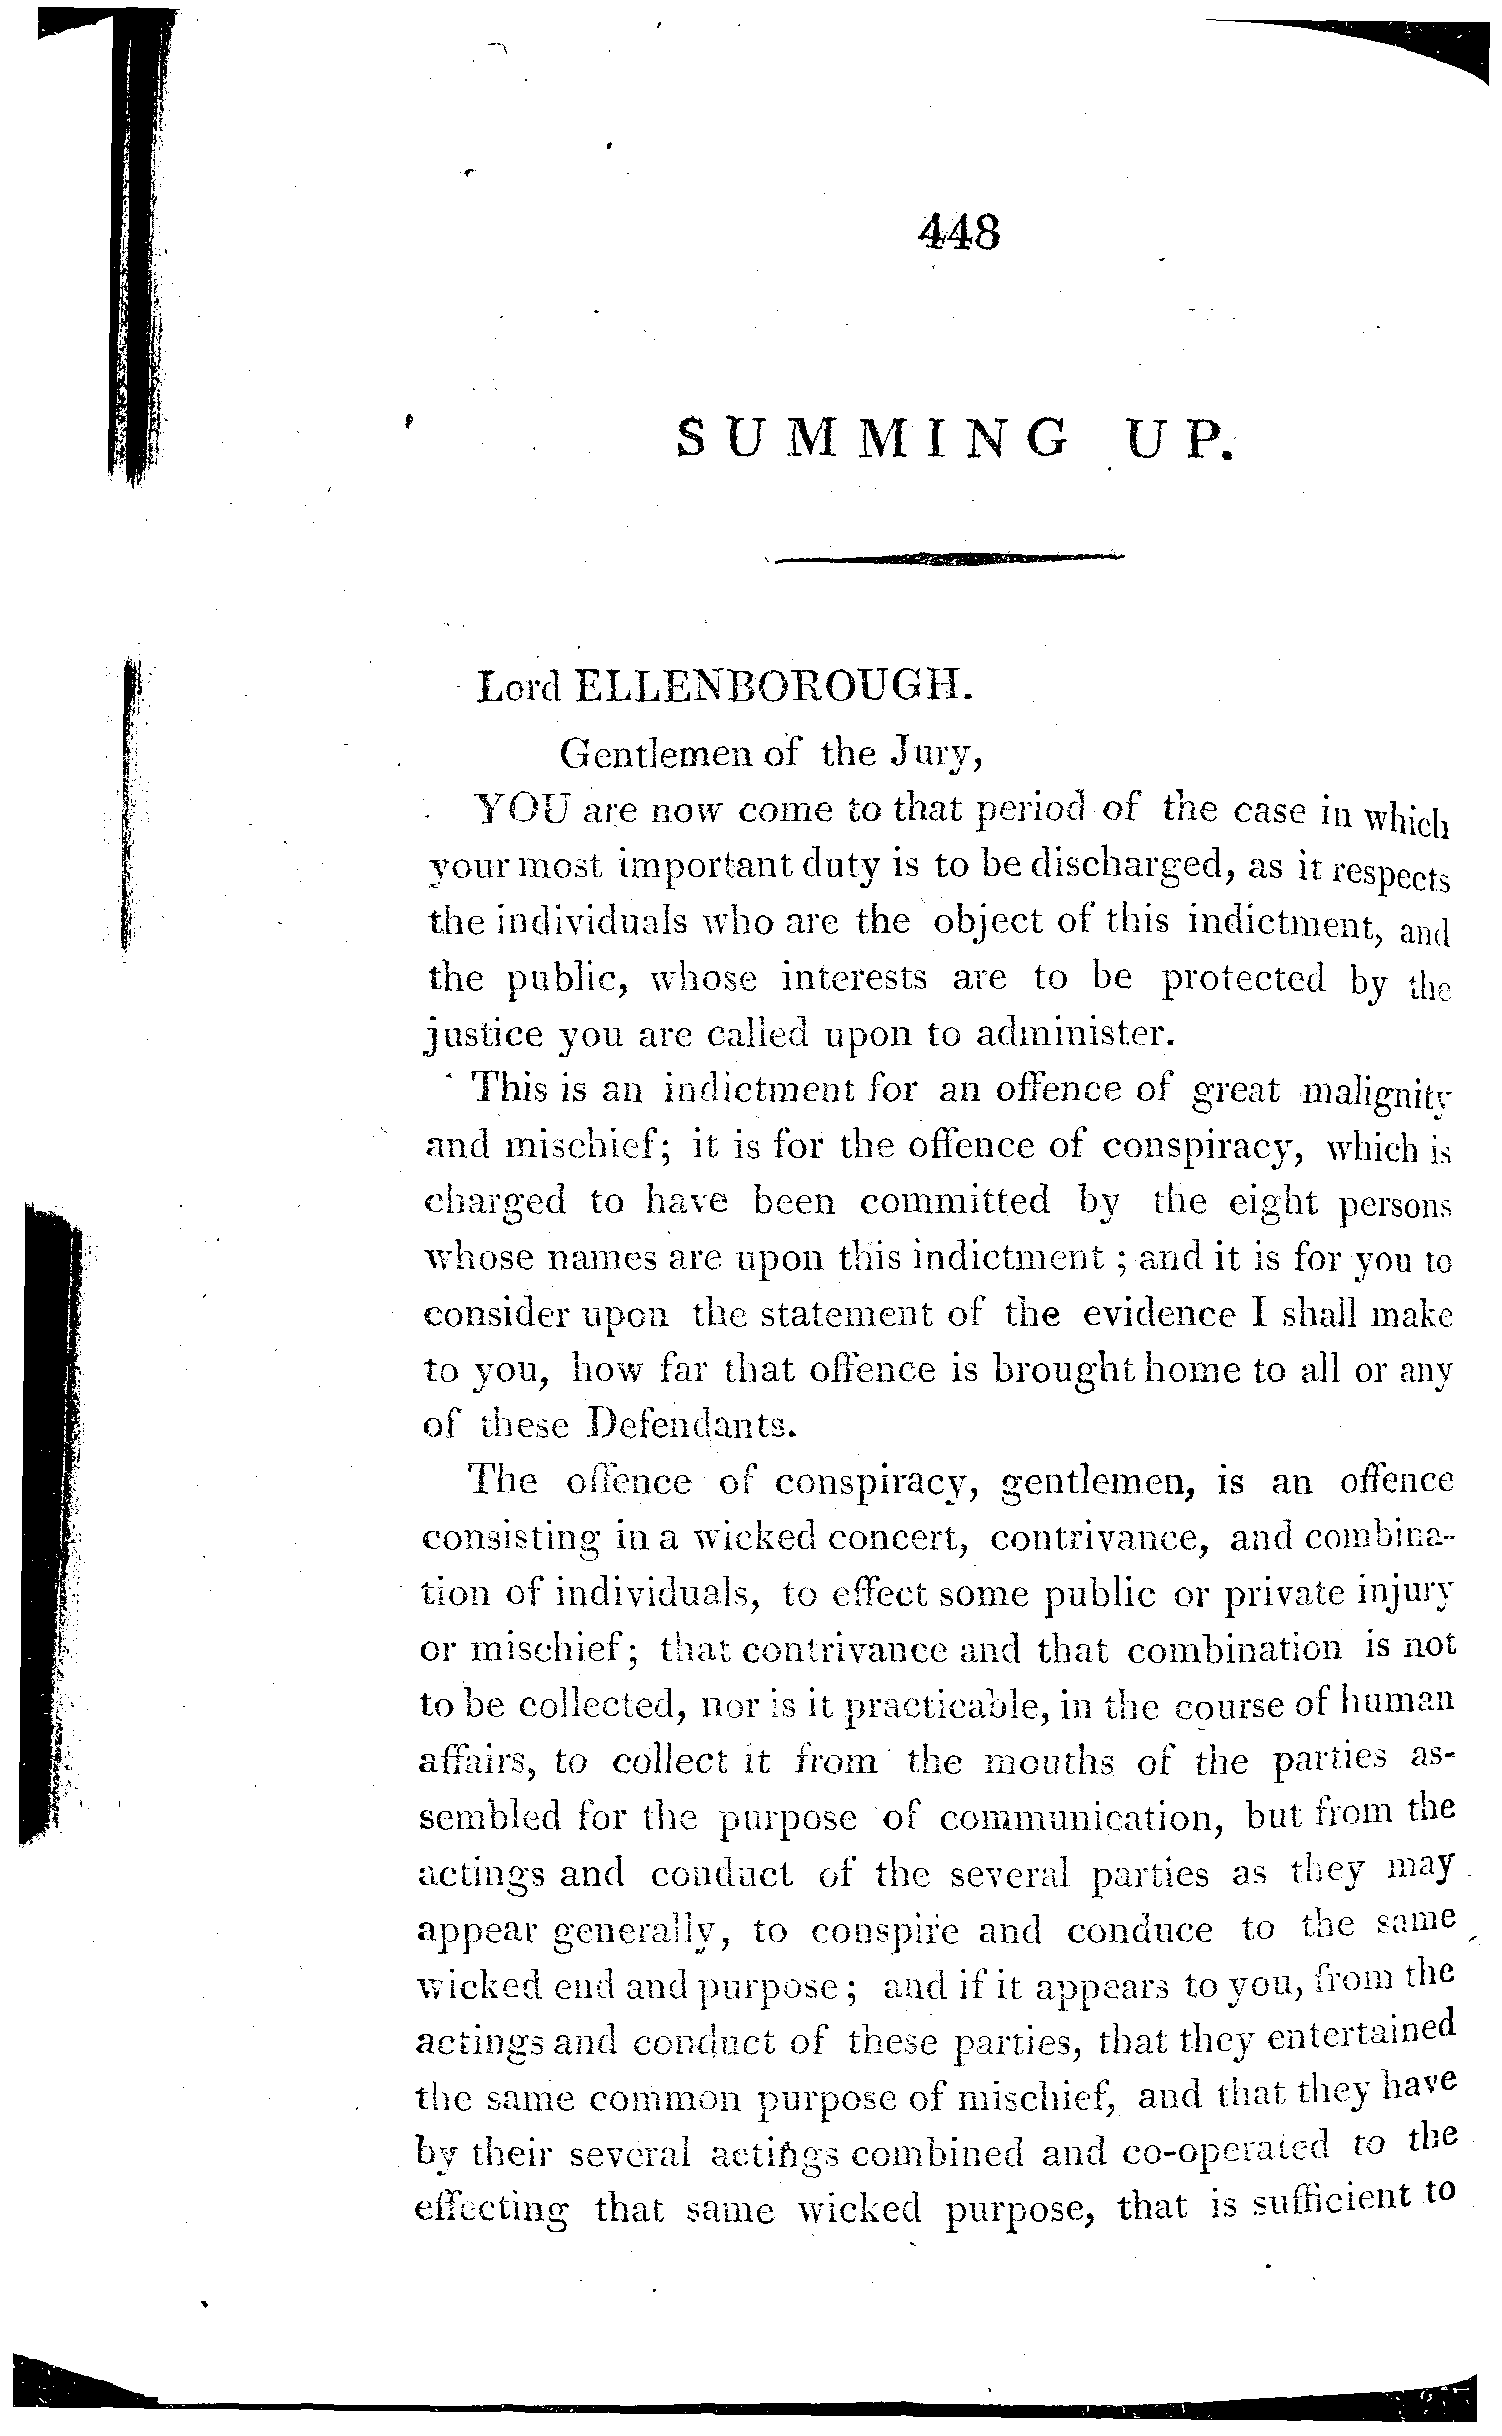 448
SUMMING UP.
Lord ELLENBOROUGH.
Gentlemen of the Jury,
YOU are now come to that period of the case in which
your most important duty is to be discharged, as it respects
the individuals who are the object of this indictment, and
the public, whose interests are to be protected by the
justice you are called upon to administer.
This is an indictment for an offence of great malignity
and mischief; it is for the offence of conspiracy, which is
charged to have been committed by the eight persons
whose names are upon this indictment; and it is for you to
consider upon the statement of the evidence I shall make
to you, how far that offence is brought home to all or any
of these Defendants.
The offence of conspiracy, gentlemen, is an offence
consisting in a wicked concert, contrivance, and combina-
tion of individuals, to effect some public or private injury
or mischief; that contrivance and that combination is not
to be collected, nor is it practicable, in the course of human
affairs, to collect it from the mouths of the parties as-
sembled for the purpose of communication, but from the
actings and conduct of the several parties as they may
appear generally, to conspire and conduce to the same
wicked end and purpose; and if it appears to you, from the
actings and conduct of these parties, that they entertained
the same common purpose of mischief, and that they have
by their several actings combined and co-operated to the
effecting that same wicked purpose, that is sufficient to